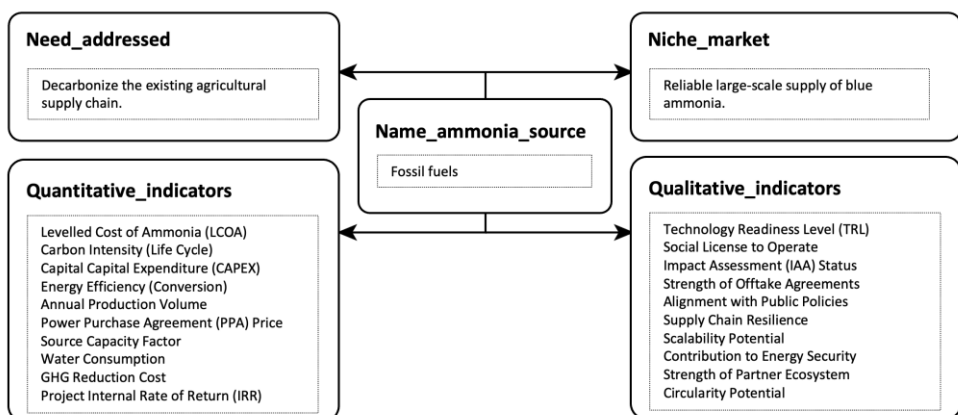 Need_addressed
Decarbonize the existing agricultural
supply chain.
Niche_market
Reliable large-scale supply of blue
ammonia.
Name_ammonia_source
Fossil fuels
Quantitative_indicators
Levelled Cost of Ammonia (LCOA)
Carbon Intensity (Life Cycle)
Capital Capital Expenditure (CAPEX)
Energy Efficiency (Conversion)
Annual Production Volume
Power Purchase Agreement (PPA) Price
Source Capacity Factor
Water Consumption
GHG Reduction Cost
Project Internal Rate of Return (IRR)
Qualitative_indicators
Technology Readiness Level (TRL)
Social License to Operate
Impact Assessment (IAA) Status
Strength of Offtake Agreements
Alignment with Public Policies
Supply Chain Resilience
Scalability Potential
Contribution to Energy Security
Strength of Partner Ecosystem
Circularity Potential